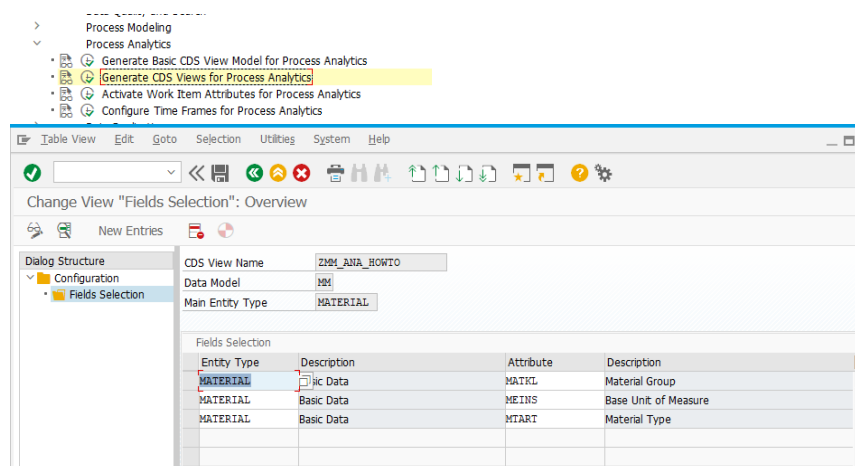 Process Modeling
Process Analytics
Generate Basic CDS View Model for Process Analytics
Generate CDS Views for Process Analytics
Activate Work Item Attributes for Process Analytics
Configure Time Frames for Process Analytics
Table View Edit Goto Selection Utilities System Help
Change View "Fields Selection": Overview
New Entries
Dialog Structure
Configuration
Fields Selection
CDS View Name ZMM_ANA_HOWTO
Data Model MM
Main Entity Type MATERIAL
Fields Selection
Entity Type Description Attribute Description
MATERIAL sic Data MATKL Material Group
MATERIAL Basic Data MEINS Base Unit of Measure
MATERIAL Basic Data MTART Material Type